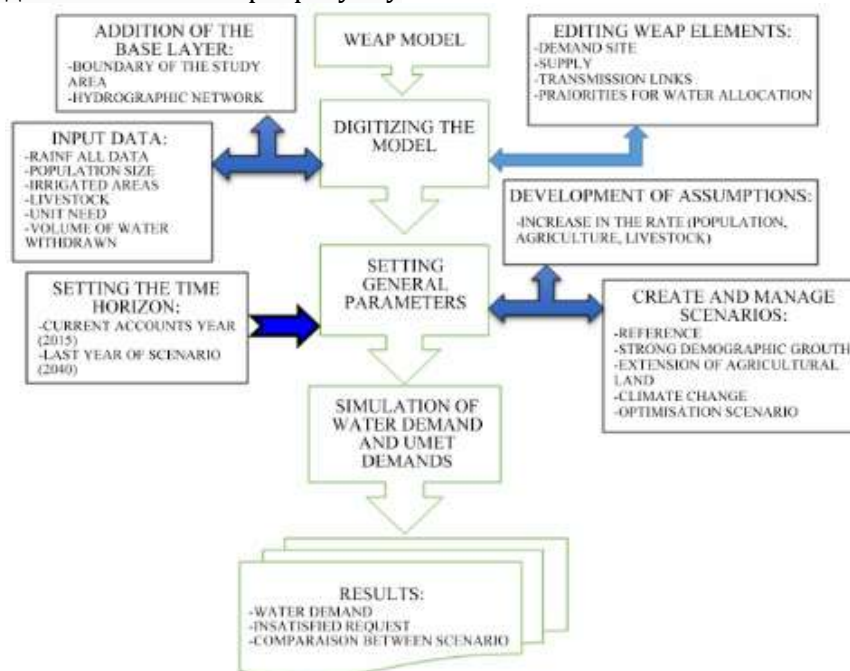 ADDITION OF THE
BASE LAYER:
-BOUNDARY OF THE STUDY
AREA
-HYDROGRAPHIC NETWORK
WEAP MODEL
EDITING WEAP ELEMENTS:
-DEMAND SITE
-SUPPLY
-TRANSMISSION LINKS
-PRAIORITIES FOR WATER ALLOCATION
INPUT DATA:
-RAINF ALL DATA
-POPULATION SIZE
-IRRIGATED AREAS
-LIVESTOCK
-UNIT NEED
-VOLUME OF WATER
WITHDRAWN
DIGITIZING THE
MODEL
DEVELOPMENT OF ASSUMPTIONS:
-INCREASE IN THE RATE (POPULATION,
AGRICULTURE, LIVESTOCK)
SETTING THE TIME
HORIZON:
-CURRENT ACCOUNTS YEAR
(2015)
-LAST YEAR OF SCENARIO
(2040)
SETTING
GENERAL
PARAMETERS
CREATE AND MANAGE
SCENARIOS:
-REFERENCE
-STRONG DEMOGRAPHIC GROUTH
-EXTENSION OF AGRICULTURAL
LAND
-CLIMATE CHANGE
-OPTIMISATION SCENARIO
SIMULATION OF
WATER DEMAND
AND UMET
DEMANDS
RESULTS:
-WATER DEMAND
-INSATISFIED REQUEST
-COMPARAISON BETWEEN SCENARIO